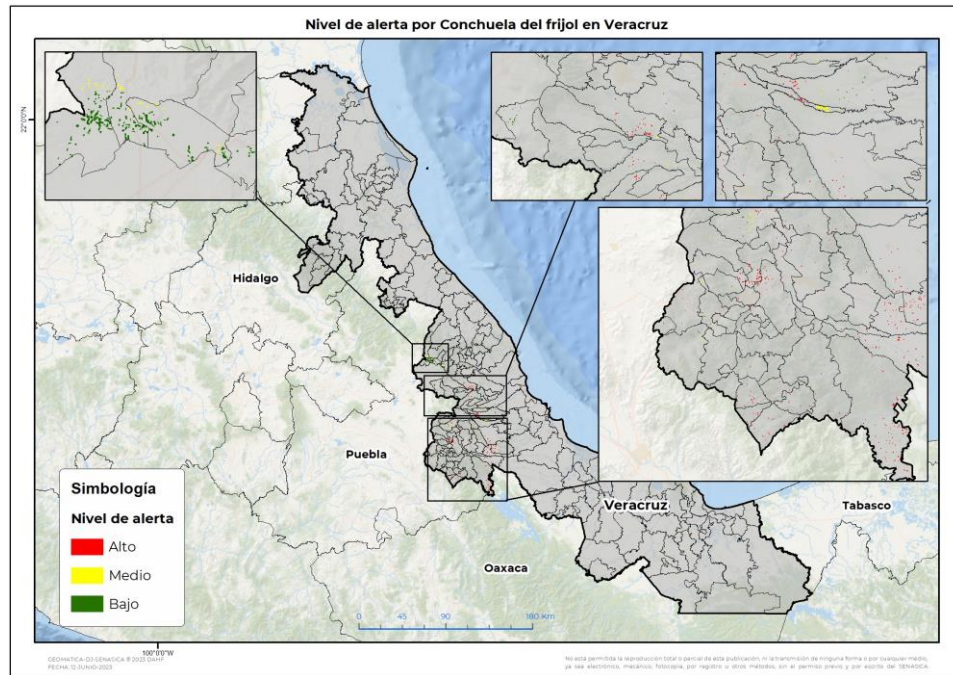 Nivel de alerta por Conchuela del frijol en Veracruz
22°0'0"N
Hidalgo
Puebla
Veracruz
Tabasco
Oaxaca
Simbología
Nivel de alerta
Alto
Medio
Bajo
0 45 90 180 Km
100°0'0"W
GEOMATICA-DJ-SENASICA ® 2023 DAHF
FECHA: 12-JUNIO-2023
No está permitida la reproducción total o parcial de esta publicación, ni la transmisión de ninguna forma o por cualquier medio,
ya sea electrónico, mecánico, fotocopia, por registro u otros métodos, sin el permiso previo y por escrito del SENASICA.